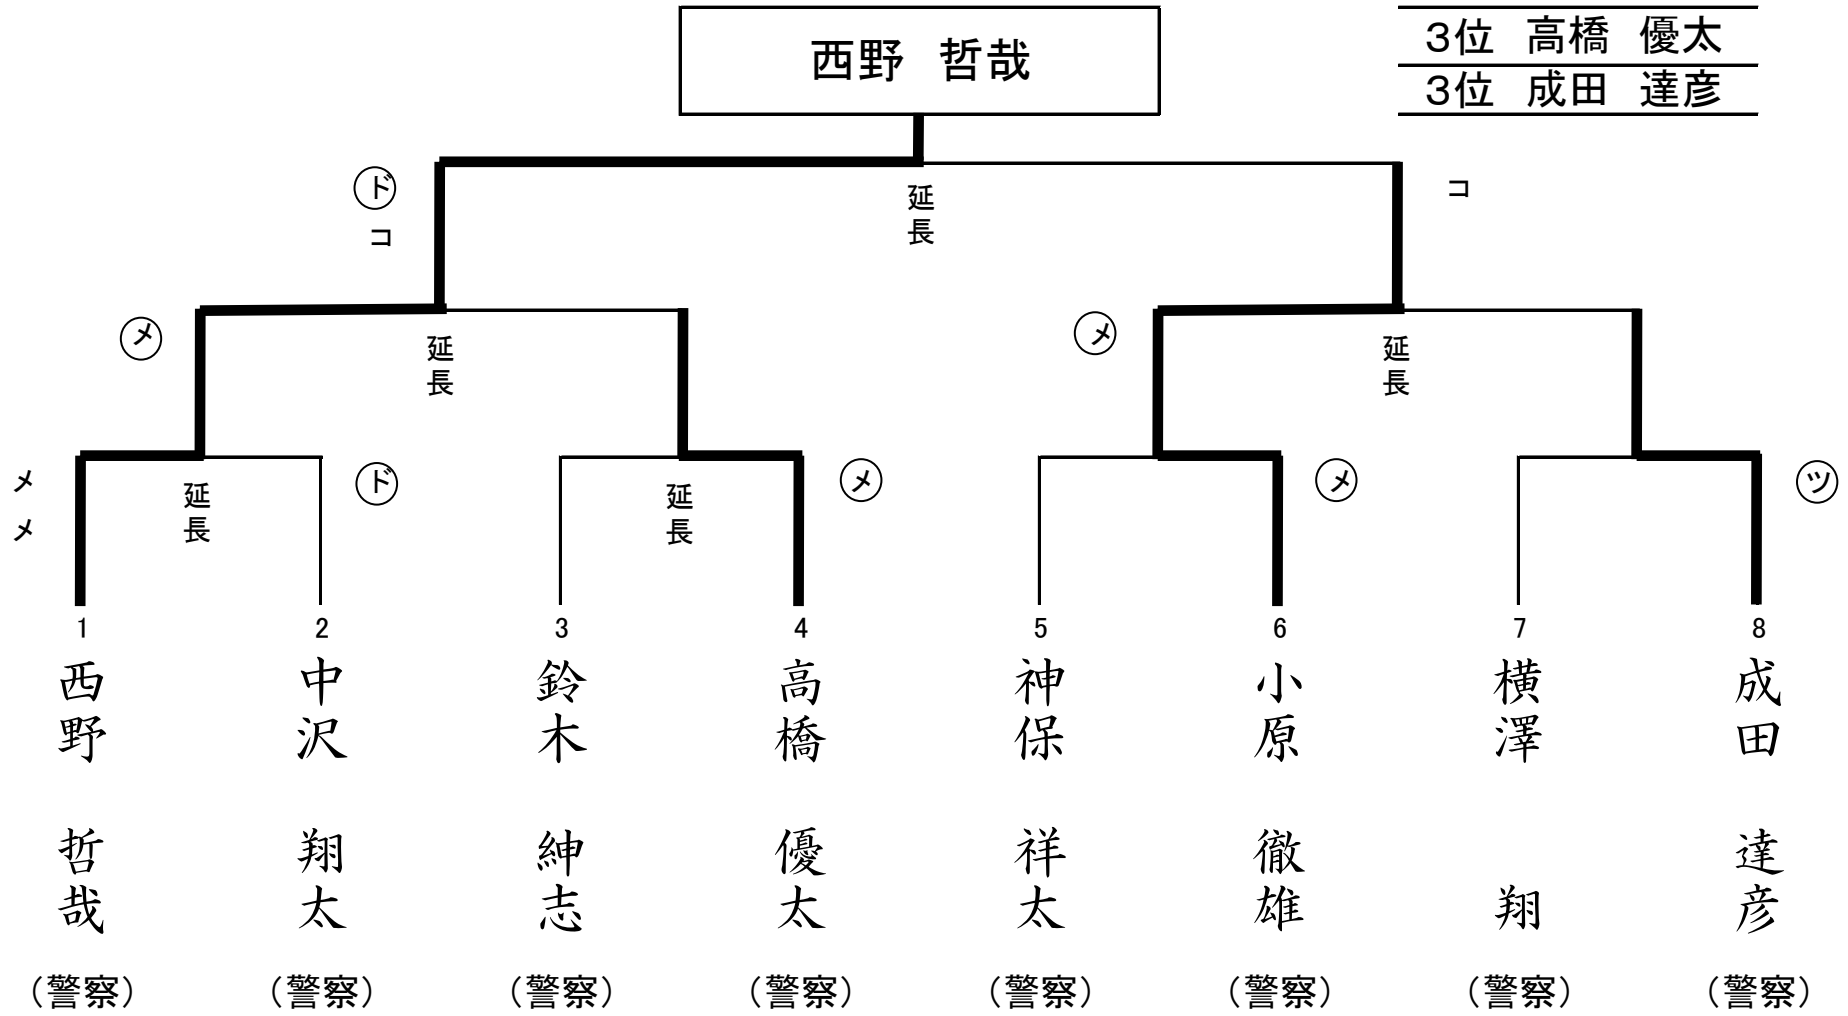 西野 哲哉
3位 高橋 優太
3位 成田 達彦
ド
コ
延長
コ
メ
延長
メ
延長
メ
メ
延長
ド
延長
メ
メ
ツ
1
2
3
4
5
6
7
8
西野 哲哉
中沢 翔太
鈴木 紳志
高橋 優太
神保 祥太
小原 徹雄
横澤 翔
成田 達彦
（警察）
（警察）
（警察）
（警察）
（警察）
（警察）
（警察）
（警察）